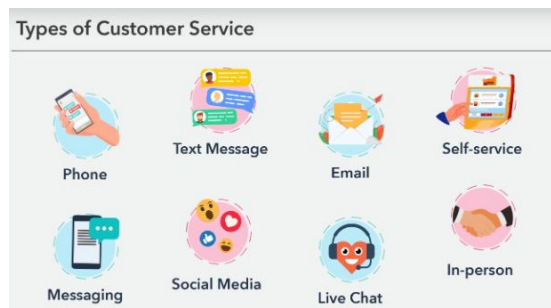 Types of Customer Service
Phone
Text Message
Email
Self-service
Messaging
Social Media
Live Chat
In-person